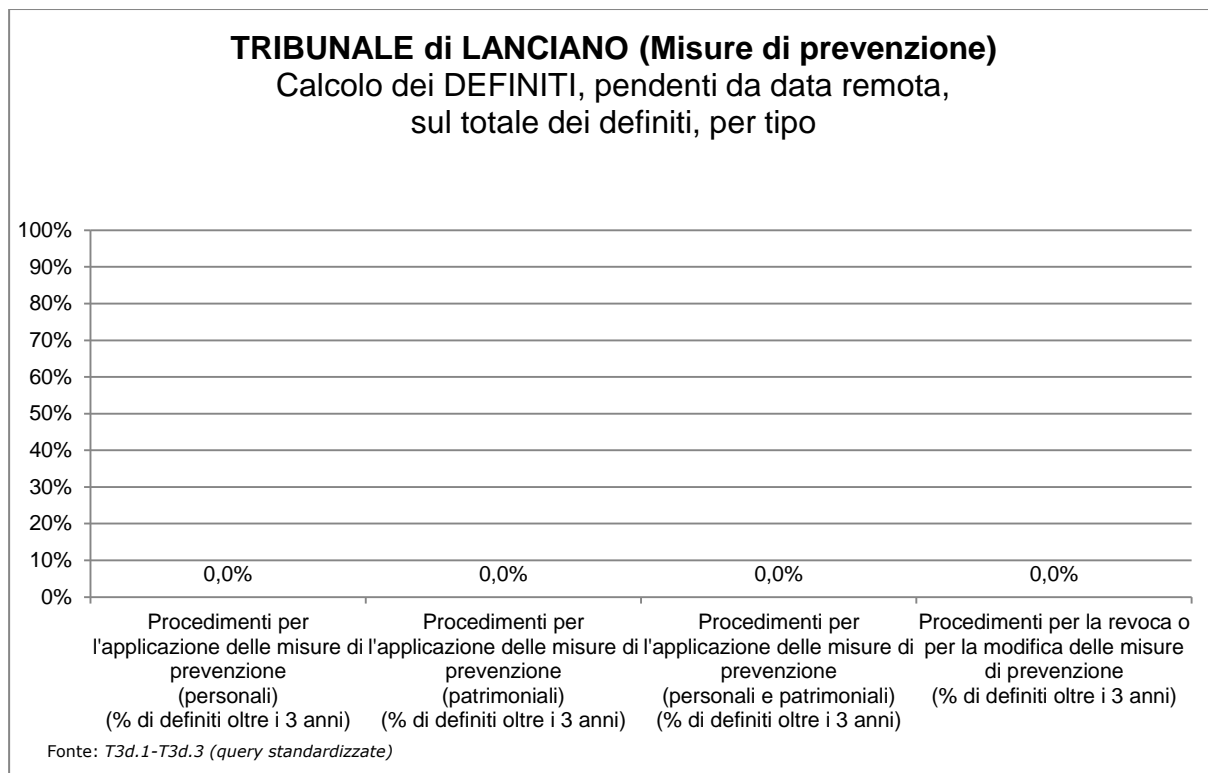 TRIBUNALE di LANCIANO (Misure di prevenzione)
Calcolo dei DEFINITI, pendenti da data remota,
sul totale dei definiti, per tipo
100%
90%
80%
70%
60%
50%
40%
30%
20%
10%
0%
0,0%
0,0%
0,0%
0,0%
Procedimenti per
l'applicazione delle misure di
prevenzione
(personali)
(% di definiti oltre i 3 anni)
Procedimenti per
l'applicazione delle misure di
prevenzione
(patrimoniali)
(% di definiti oltre i 3 anni)
Procedimenti per
l'applicazione delle misure di
prevenzione
(personali e patrimoniali)
(% di definiti oltre i 3 anni)
Procedimenti per la revoca o
per la modifica delle misure
di prevenzione
(% di definiti oltre i 3 anni)
Fonte: T3d.1-T3d.3 (query standardizzate)